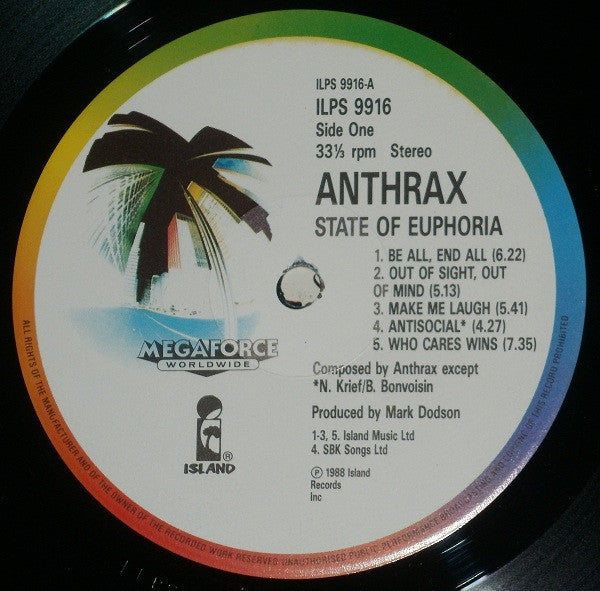 ILPS 9916-A
ILPS 9916
Side One
33⅓ rpm Stereo
ANTHRAX
STATE OF EUPHORIA
1. BE ALL, END ALL (6.22)
2. OUT OF SIGHT, OUT
OF MIND (5.13)
3. MAKE ME LAUGH (5.41)
4. ANTISOCIAL* (4.27)
5. WHO CARES WINS (7.35)
MEGAFORCE
WORLDWIDE
Composed by Anthrax except
*N. Krief/B. Bonvoisin
Produced by Mark Dodson
1-3, 5. Island Music Ltd
4. SBK Songs Ltd
℗ 1988 Island
Records
Inc
®
ISLAND
ALL RIGHTS OF THE MANUFACTURER AND OF THE OWNER OF THE RECORDED WORK RESERVED UNAUTHORISED PUBLIC PERFORMANCE BROADCASTING AND COPYING OF THIS RECORD PROHIBITED